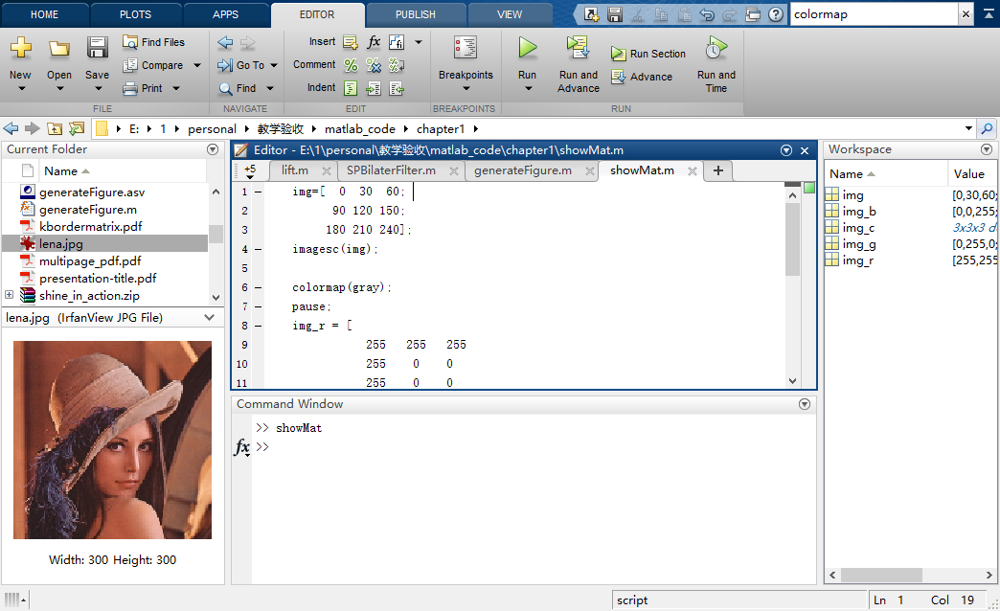 HOME PLOTS APPS EDITOR PUBLISH VIEW colormap
New Open Save Find Files Compare Print
Go To Find
Insert fx Comment Indent
Breakpoints
Run Run and Advance Run Section Advance Run and Time
FILE NAVIGATE EDIT BREAKPOINTS RUN
E: 1 personal 教学验收 matlab_code chapter1
Current Folder
Name
generateFigure.asv
generateFigure.m
kbordermatrix.pdf
lena.jpg
multipage_pdf.pdf
presentation-title.pdf
shine_in_action.zip
lena.jpg (IrfanView JPG File)
Width: 300 Height: 300
Editor - E:\1\personal\教学验收\matlab_code\chapter1\showMat.m
+5 lift.m SPBilaterFilter.m generateFigure.m showMat.m +
1 – img=[ 0 30 60;
2 90 120 150;
3 180 210 240];
4 – imagesc(img);
5
6 – colormap(gray);
7 – pause;
8 – img_r = [
9 255 255 255
10 255 0 0
11 255 0 0
Command Window
>> showMat
fx >>
Workspace
Name Value
img [0,30,60;
img_b [0,0,255;
img_c 3x3x3 d
img_g [0,255,0;
img_r [255,255
script Ln 1 Col 19